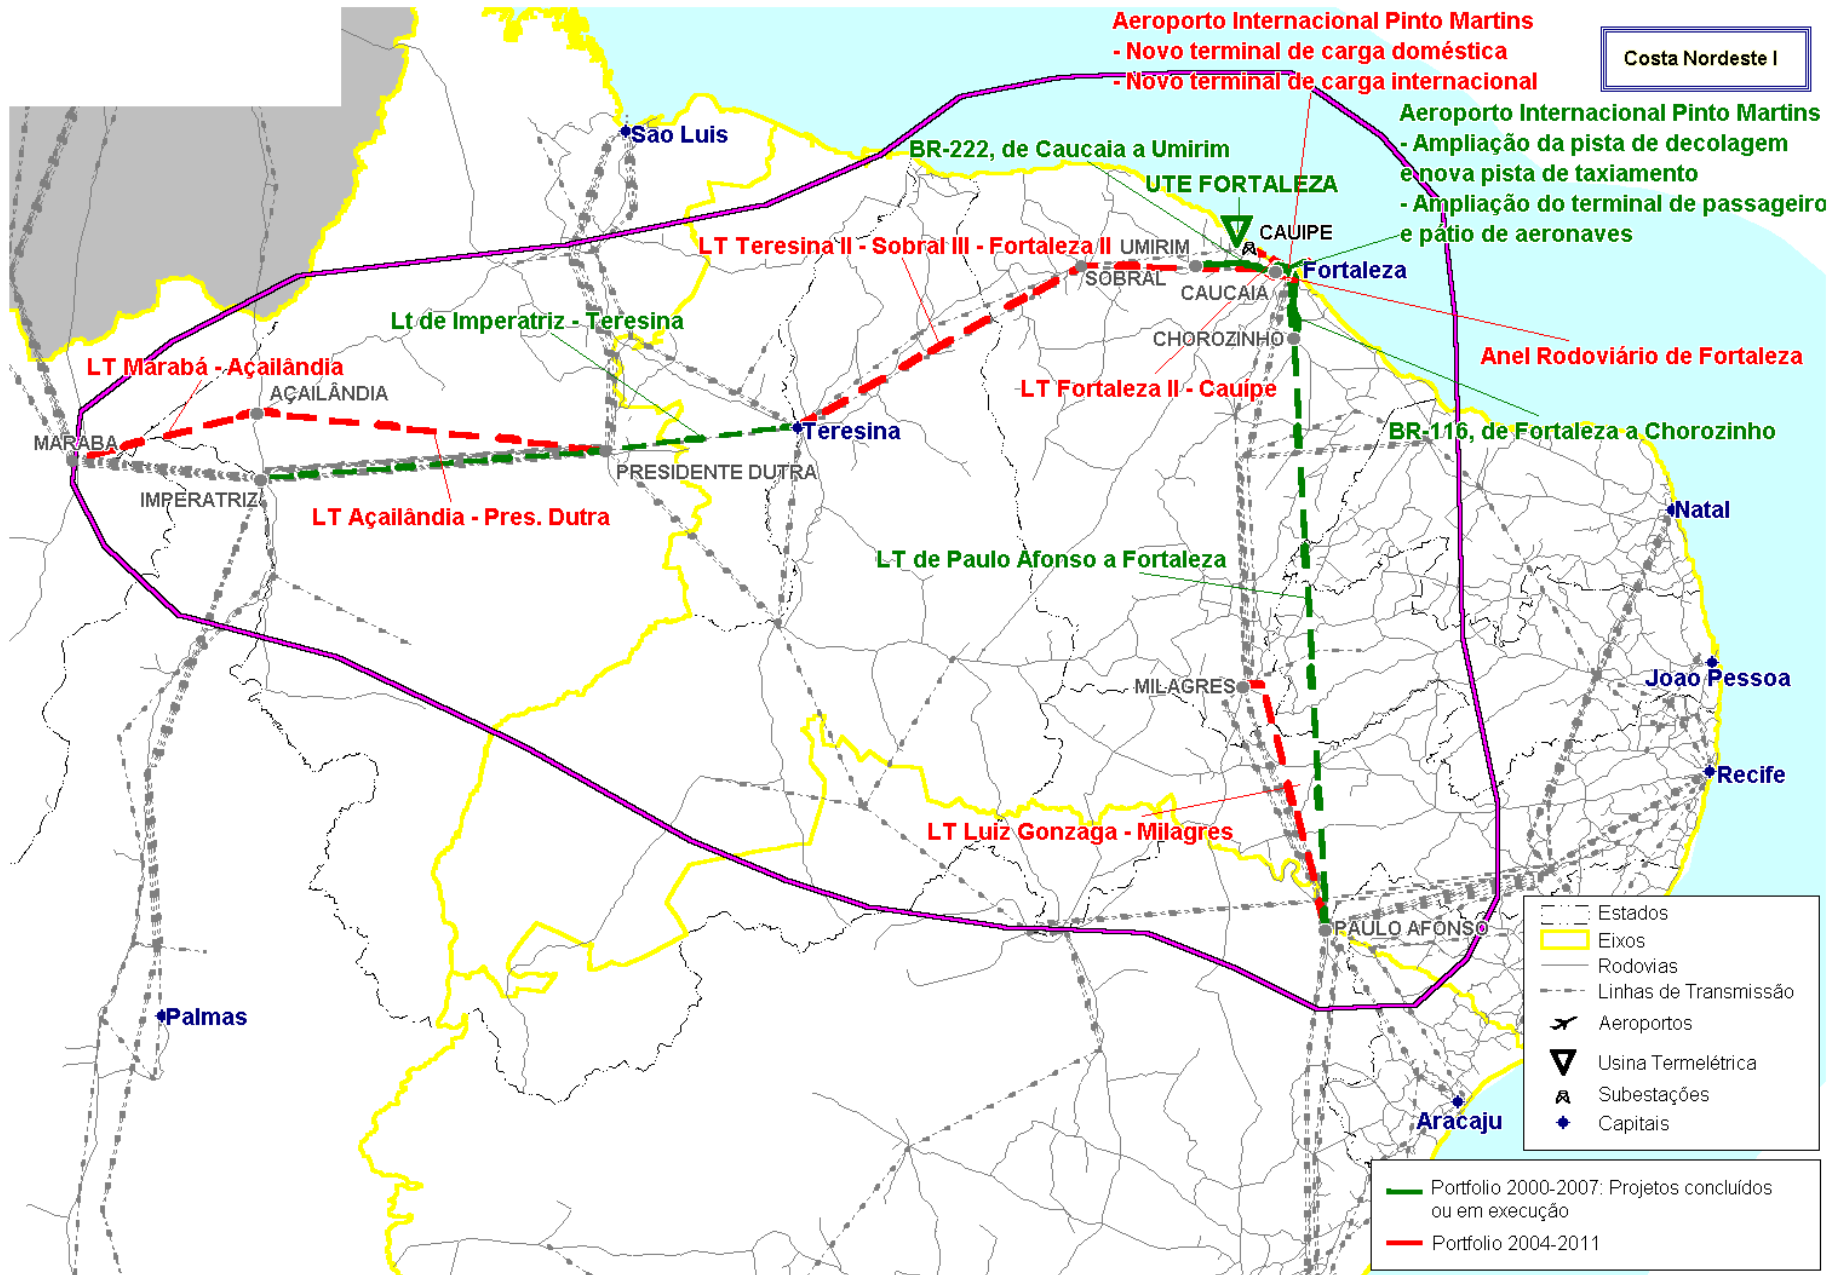 Aeroporto Internacional Pinto Martins
- Novo terminal de carga doméstica
- Novo terminal de carga internacional
Costa Nordeste I
Aeroporto Internacional Pinto Martins
- Ampliação da pista de decolagem
e nova pista de taxiamento
- Ampliação do terminal de passageiro
e pátio de aeronaves
Sao Luis
BR-222, de Caucaia a Umirim
UTE FORTALEZA
CAUIPE
LT Teresina II - Sobral III - Fortaleza II
UMIRIM
SOBRAL
CAUCAIA
Fortaleza
Lt de Imperatriz - Teresina
CHOROZINHO
Anel Rodoviário de Fortaleza
LT Marabá - Açailândia
AÇAILÂNDIA
LT Fortaleza II - Cauipe
MARABA
Teresina
BR-116, de Fortaleza a Chorozinho
PRESIDENTE DUTRA
IMPERATRIZ
LT Açailândia - Pres. Dutra
Natal
LT de Paulo Afonso a Fortaleza
MILAGRES
Joao Pessoa
Recife
LT Luiz Gonzaga - Milagres
PAULO AFONSO
Palmas
Aracaju
Estados
Eixos
Rodovias
Linhas de Transmissão
Aeroportos
Usina Termelétrica
Subestações
Capitais
Portfolio 2000-2007: Projetos concluídos
ou em execução
Portfolio 2004-2011